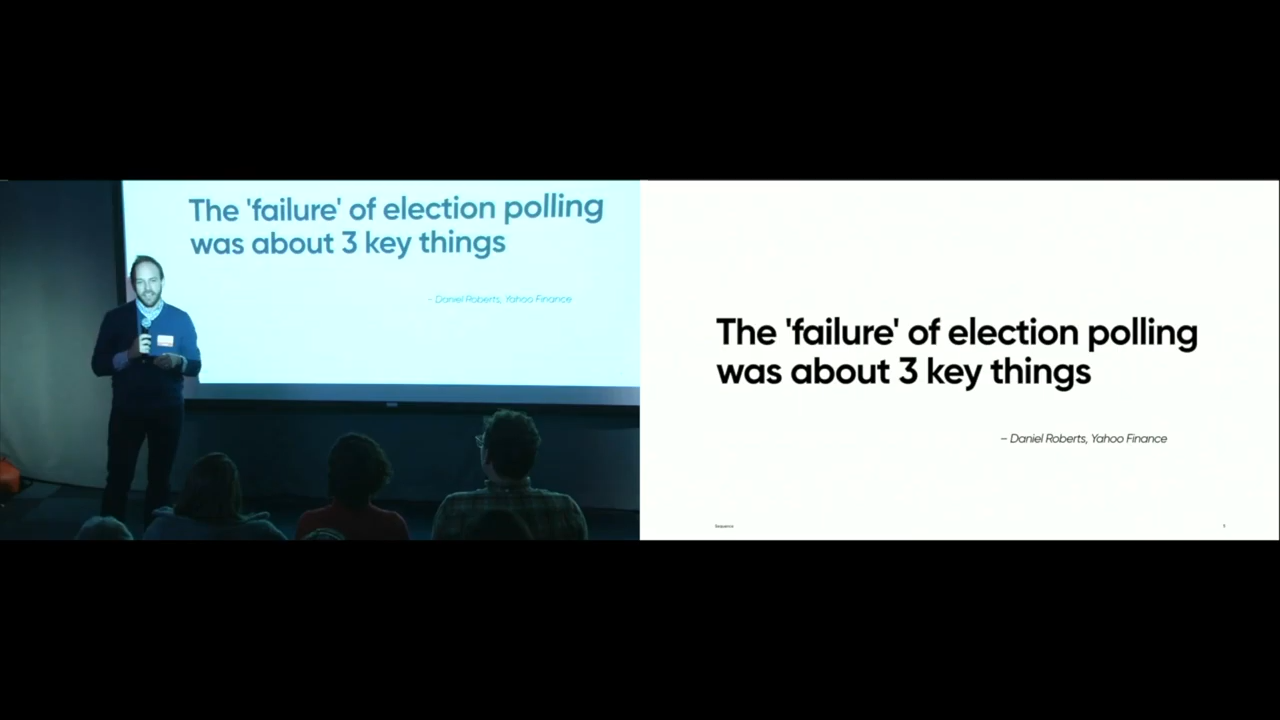 The 'failure' of election polling
was about 3 key things
– Daniel Roberts, Yahoo Finance
The 'failure' of election polling
was about 3 key things
– Daniel Roberts, Yahoo Finance
Sequence